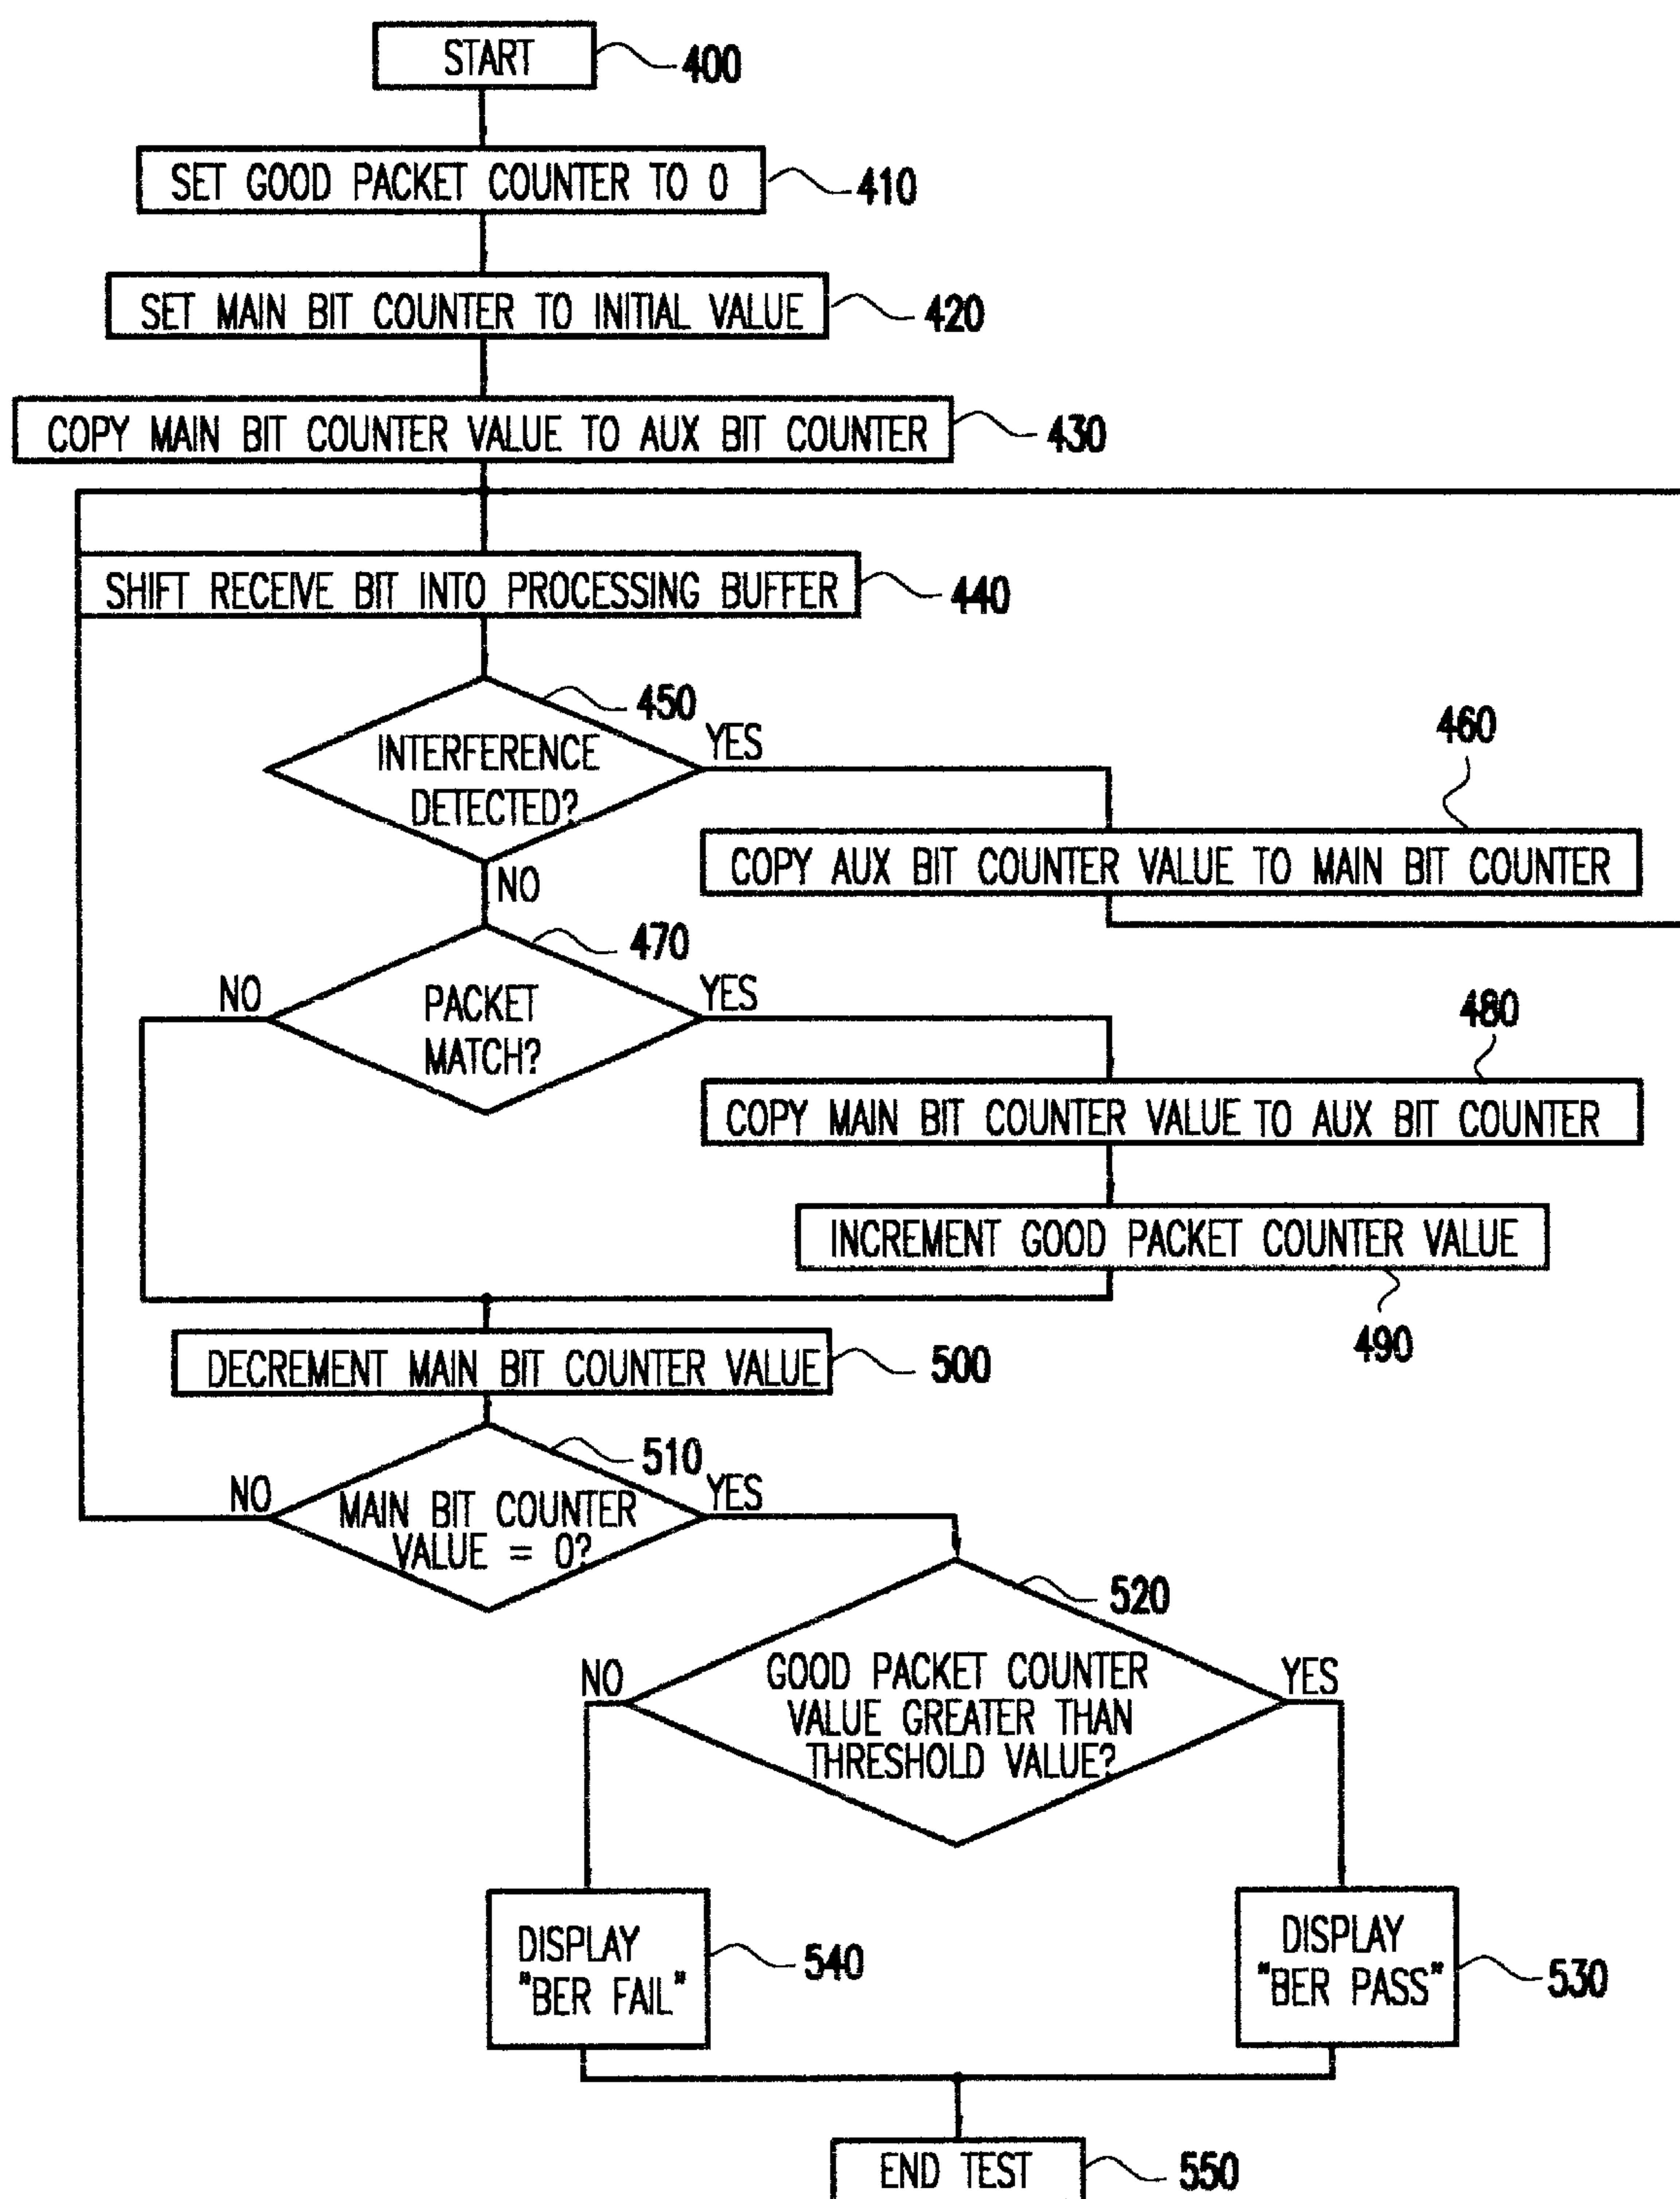 START
400
SET GOOD PACKET COUNTER TO 0
410
SET MAIN BIT COUNTER TO INITIAL VALUE
420
COPY MAIN BIT COUNTER VALUE TO AUX BIT COUNTER
430
SHIFT RECEIVE BIT INTO PROCESSING BUFFER
440
450
INTERFERENCE
DETECTED?
YES
NO
460
COPY AUX BIT COUNTER VALUE TO MAIN BIT COUNTER
470
PACKET
MATCH?
NO
YES
480
COPY MAIN BIT COUNTER VALUE TO AUX BIT COUNTER
INCREMENT GOOD PACKET COUNTER VALUE
490
DECREMENT MAIN BIT COUNTER VALUE
500
510
NO
MAIN BIT COUNTER
VALUE = 0?
YES
520
NO
GOOD PACKET COUNTER
VALUE GREATER THAN
THRESHOLD VALUE?
YES
DISPLAY
"BER FAIL"
540
DISPLAY
"BER PASS"
530
END TEST
550